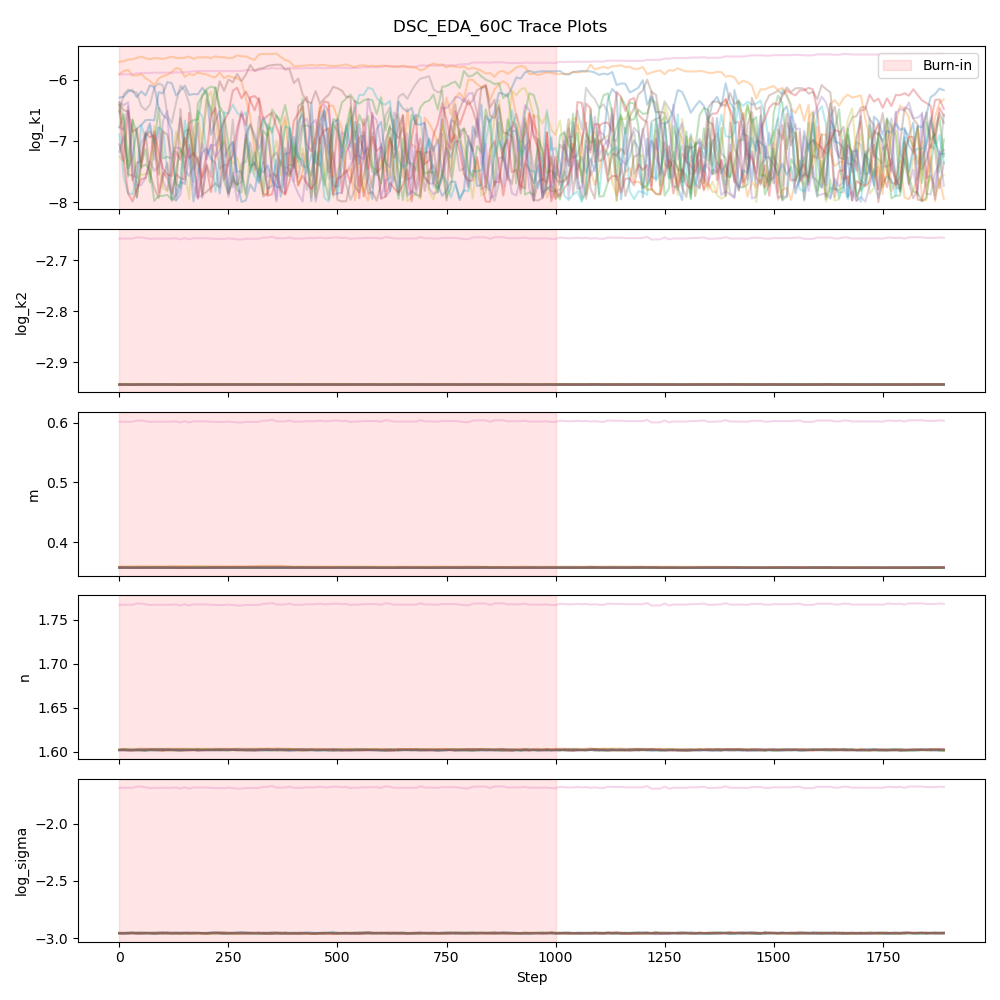 DSC_EDA_60C Trace Plots
Burn-in
log_k1
−6
−7
−8
log_k2
−2.7
−2.8
−2.9
m
0.6
0.5
0.4
n
1.75
1.70
1.65
1.60
log_sigma
−2.0
−2.5
−3.0
0 250 500 750 1000 1250 1500 1750
Step